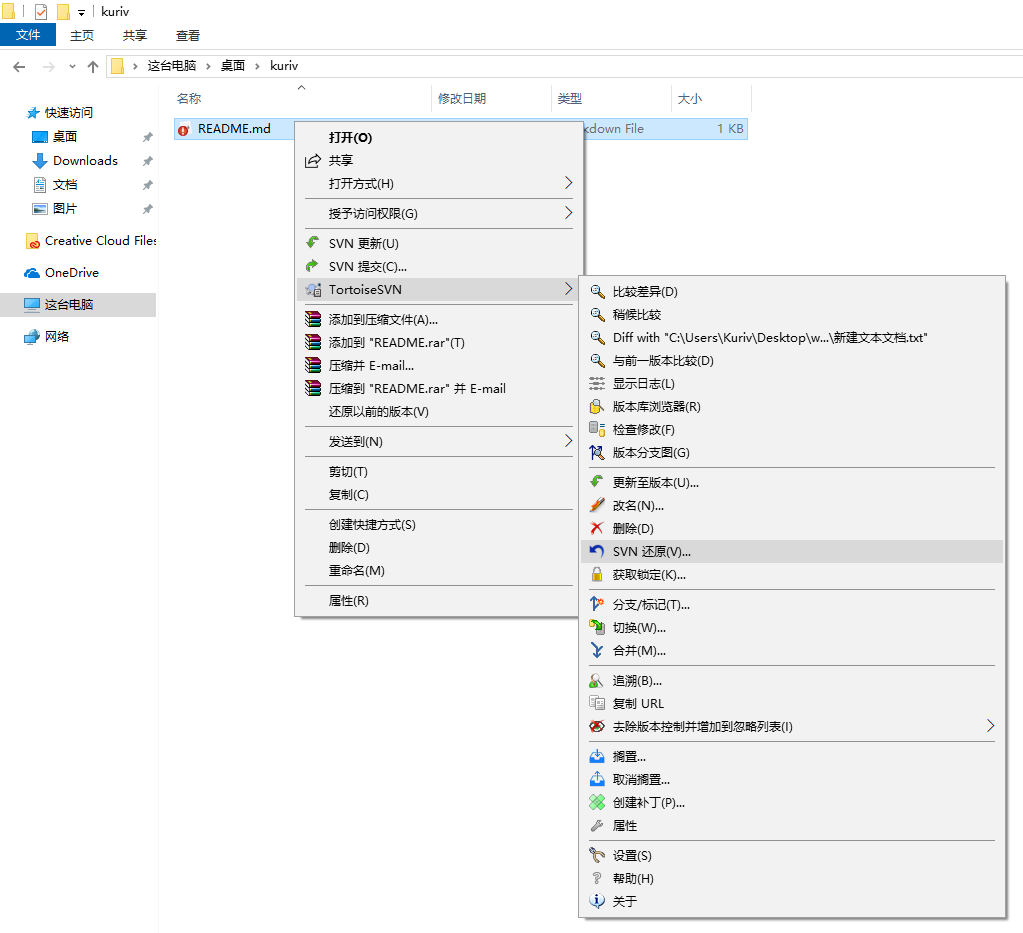 kuriv
文件 主页 共享 查看
这台电脑 桌面 kuriv
名称 修改日期 类型 大小
快速访问
桌面
Downloads
文档
图片
Creative Cloud Files
OneDrive
这台电脑
网络
README.md kdown File 1 KB
打开(O)
共享
打开方式(H)
授予访问权限(G)
SVN 更新(U)
SVN 提交(C)...
TortoiseSVN
添加到压缩文件(A)...
添加到 "README.rar"(T)
压缩并 E-mail...
压缩到 "README.rar" 并 E-mail
还原以前的版本(V)
发送到(N)
剪切(T)
复制(C)
创建快捷方式(S)
删除(D)
重命名(M)
属性(R)
比较差异(D)
稍候比较
Diff with "C:\Users\Kuriv\Desktop\w...\新建文本文档.txt"
与前一版本比较(D)
显示日志(L)
版本库浏览器(R)
检查修改(F)
版本分支图(G)
更新至版本(U)...
改名(N)...
删除(D)
SVN 还原(V)...
获取锁定(K)...
分支/标记(T)...
切换(W)...
合并(M)...
追溯(B)...
复制 URL
去除版本控制并增加到忽略列表(I)
搁置...
取消搁置...
创建补丁(P)...
属性
设置(S)
帮助(H)
关于